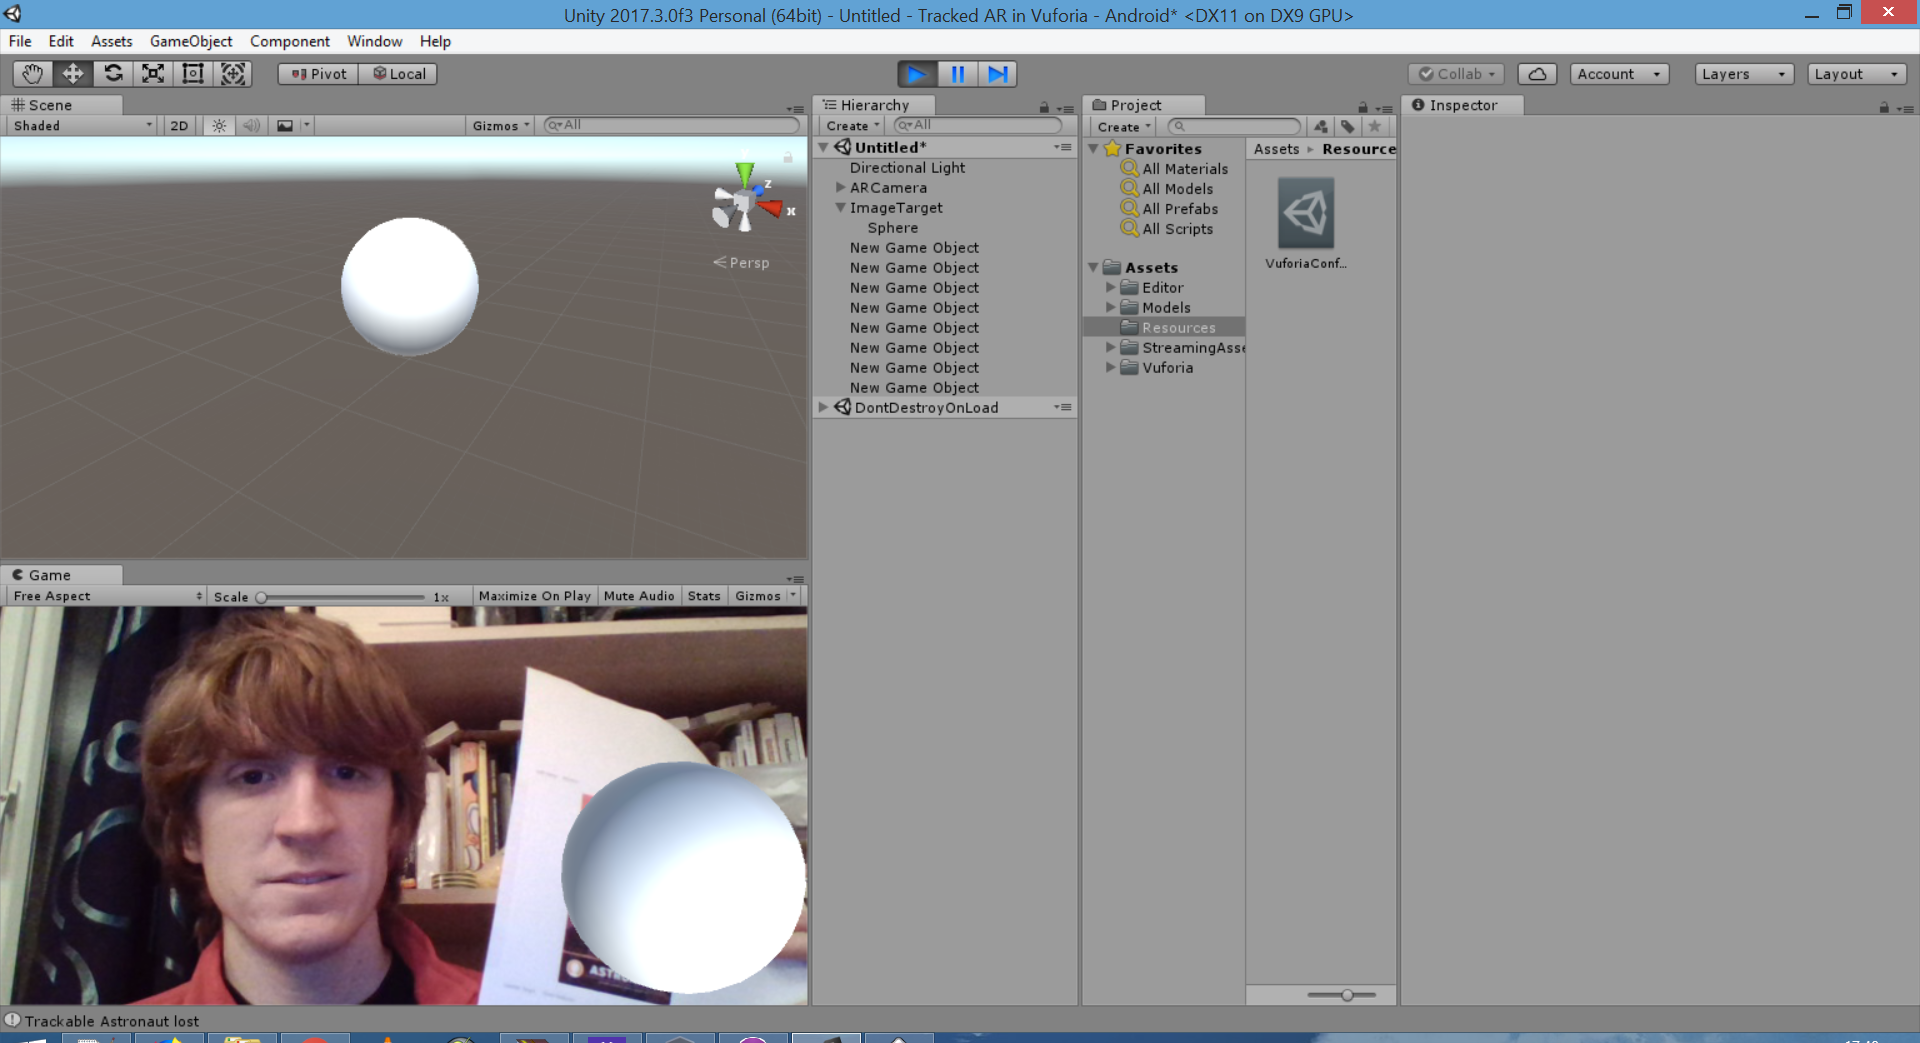 Unity 2017.3.0f3 Personal (64bit) - Untitled - Tracked AR in Vuforia - Android* <DX11 on DX9 GPU>
File Edit Assets GameObject Component Window Help
Pivot Local Collab Account Layers Layout
Scene
Shaded 2D Gizmos All
Persp
z
x
Game
Free Aspect Scale 1x Maximize On Play Mute Audio Stats Gizmos
Hierarchy
Create All
Untitled*
Directional Light
ARCamera
ImageTarget
Sphere
New Game Object
New Game Object
New Game Object
New Game Object
New Game Object
New Game Object
New Game Object
New Game Object
DontDestroyOnLoad
Project
Create
Favorites
All Materials
All Models
All Prefabs
All Scripts
Assets
Editor
Models
Resources
StreamingAsse
Vuforia
Assets Resource
VuforiaConf...
Inspector
Trackable Astronaut lost